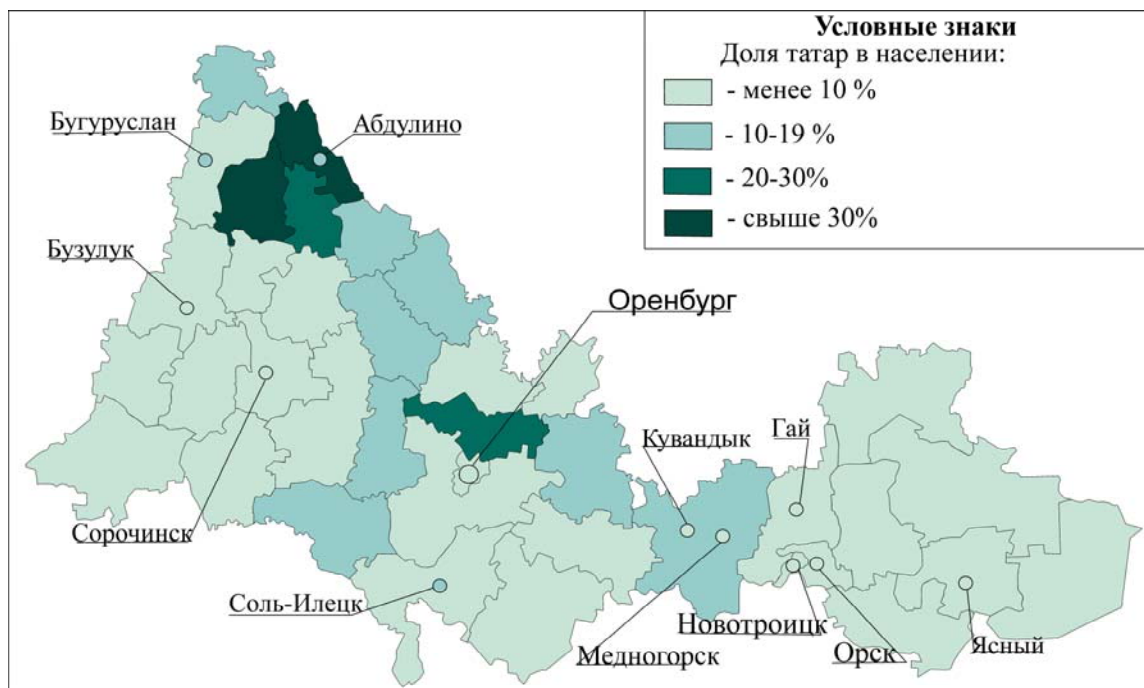 Условные знаки
Доля татар в населении:
- менее 10 %
- 10-19 %
- 20-30%
- свыше 30%
Бугуруслан
Абдулино
Бузулук
Оренбург
Кувандык
Гай
Сорочинск
Соль-Илецк
Новотроицк
Медногорск
Орск
Ясный